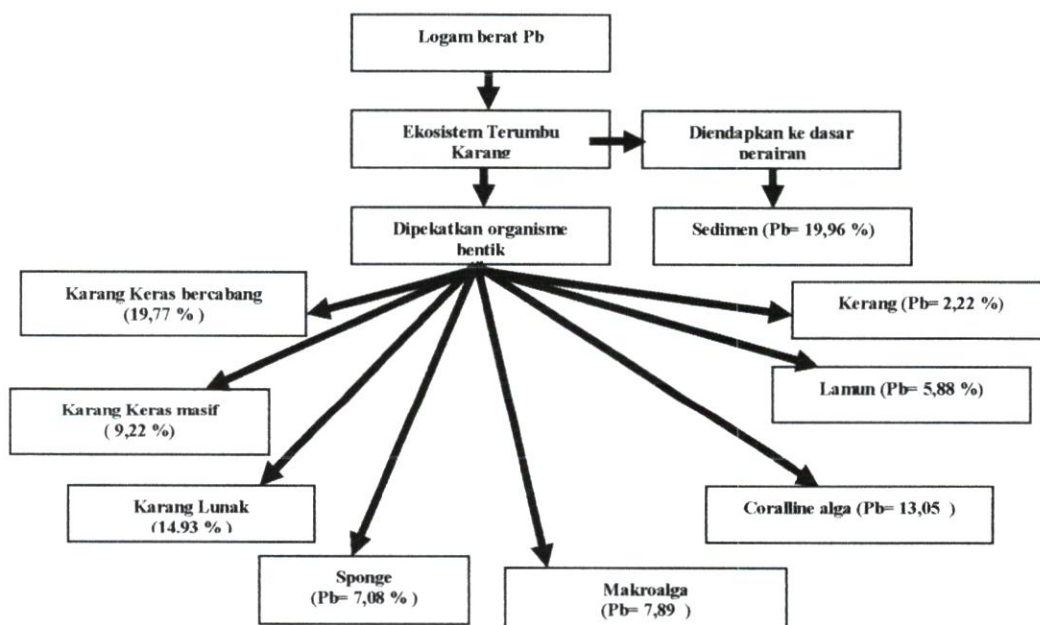 Logam berat Pb
Ekosistem Terumbu
Karang
Diendapkan ke dasar
perairan
Dipekatkan organisme
bentik
Sedimen (Pb= 19,96 %)
Karang Keras bercabang
(19,77 % )
Kerang (Pb= 2,22 %)
Karang Keras masif
( 9,22 %)
Lamun (Pb= 5,88 %)
Karang Lunak
(14.93 % )
Coralline alga (Pb= 13,05 )
Sponge
(Pb= 7,08 % )
Makroalga
(Pb= 7,89 )